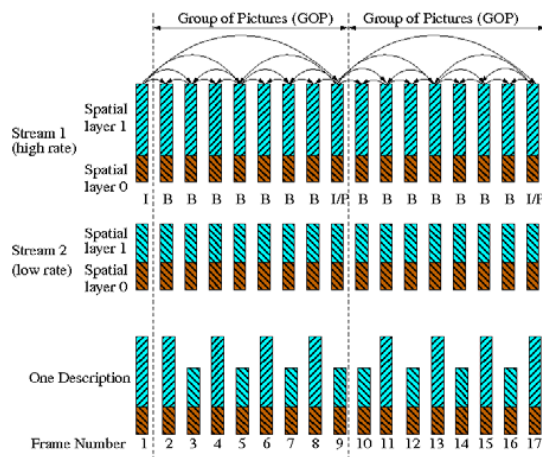 Group of Pictures (GOP) Group of Pictures (GOP)
Spatial
layer 1
Stream 1
(high rate)
Spatial
layer 0
I B B B B B B B I/P B B B B B B B I/P
Spatial
layer 1
Stream 2
(low rate)
Spatial
layer 0
One Description
Frame Number 1 2 3 4 5 6 7 8 9 10 11 12 13 14 15 16 17